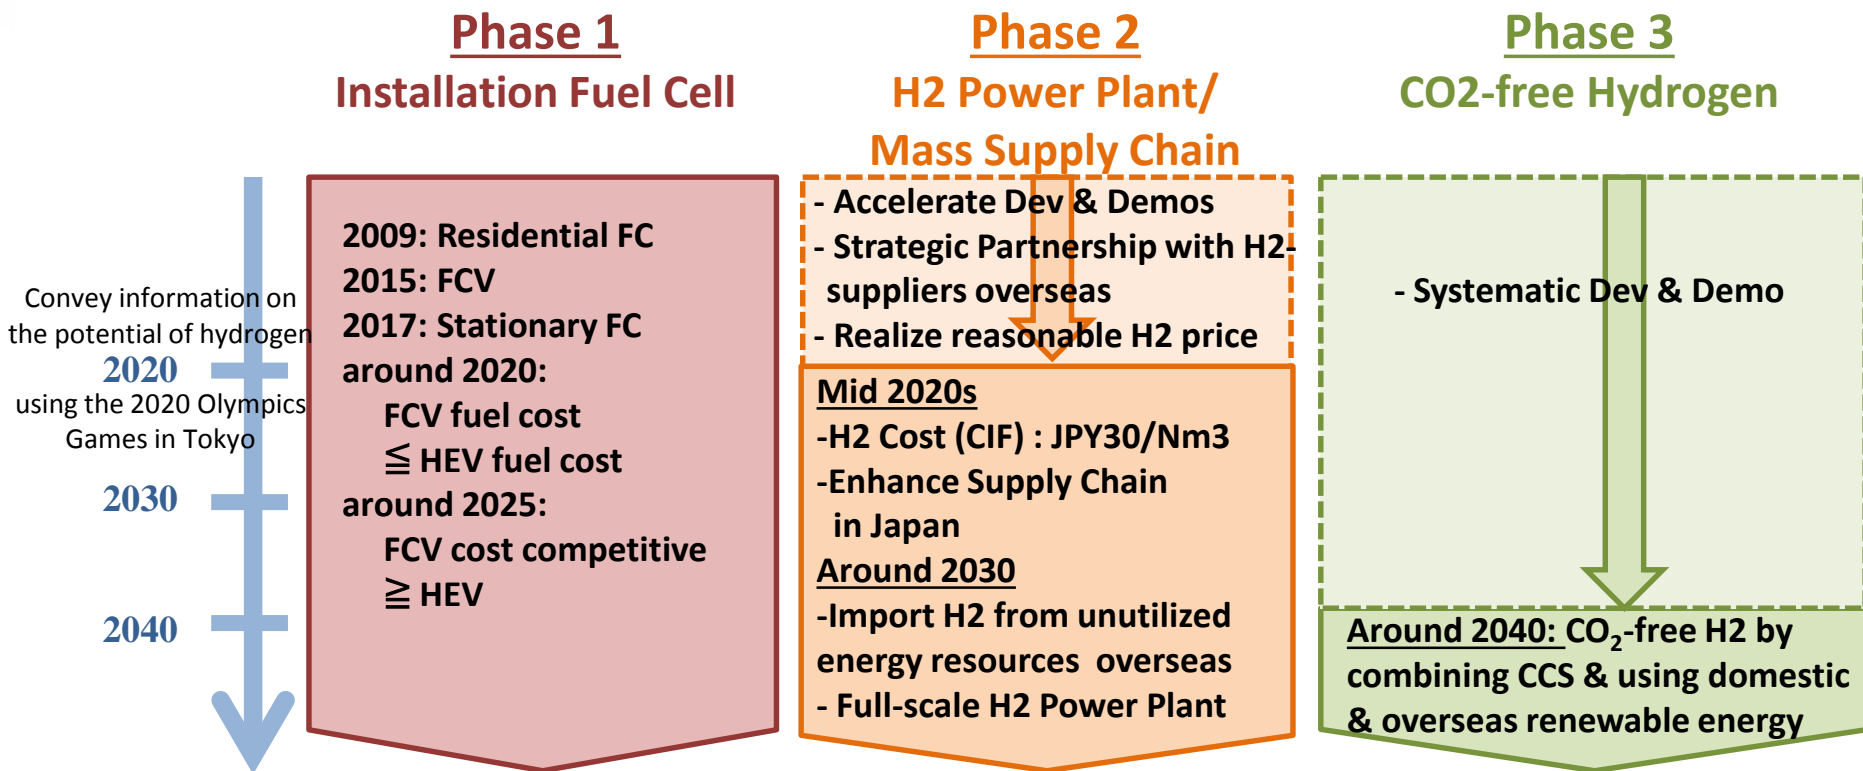 Phase 1
Installation Fuel Cell
Phase 2
H2 Power Plant/
Mass Supply Chain
Phase 3
CO2-free Hydrogen
Convey information on
the potential of hydrogen
2020
using the 2020 Olympics
Games in Tokyo
2030
2040
2009: Residential FC
2015: FCV
2017: Stationary FC
around 2020:
FCV fuel cost
≦ HEV fuel cost
around 2025:
FCV cost competitive
≧ HEV
- Accelerate Dev & Demos
- Strategic Partnership with H2-
suppliers overseas
- Realize reasonable H2 price
Mid 2020s
-H2 Cost (CIF) : JPY30/Nm3
-Enhance Supply Chain
in Japan
Around 2030
-Import H2 from unutilized
energy resources overseas
- Full-scale H2 Power Plant
- Systematic Dev & Demo
Around 2040: CO₂-free H2 by
combining CCS & using domestic
& overseas renewable energy